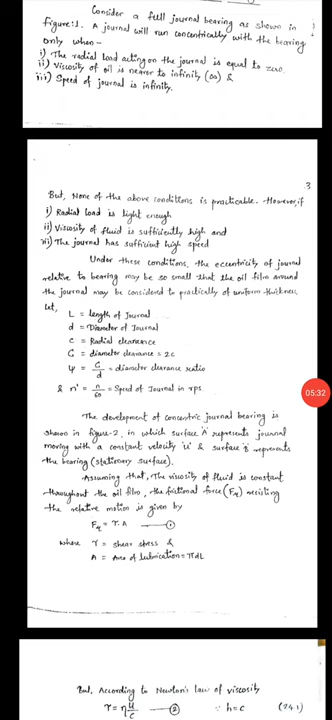 Consider a full journal bearing as shown in
figure:1. A journal will run concentrically with the bearing
only when-
i) The radial load acting on the journal is equal to zero.
ii) Viscosity of oil is nearer to infinity (∞) &
iii) Speed of journal is infinity.
3
But, None of the above conditions is practicable. However, if
i) Radial load is light enough
ii) Viscosity of fluid is sufficiently high and
iii) The journal has sufficient high speed
Under these conditions, the eccentricity of journal
relative to bearing may be so small that the oil film around
the journal may be considered to practically of uniform thickness.
Let,
L = length of Journal
d = Diameter of Journal
c = Radial clearance
C = diameter clearance = 2c
ψ = C/d = diameter clearance ratio
& n' = n/60 = Speed of Journal in rps.
05:32
The development of concentric journal bearing is
shown in figure-2, in which surface 'A' represents journal
moving with a constant velocity 'u' & surface represents
the bearing (stationary surface).
Assuming that, The viscosity of fluid is constant
throughout the oil film, the frictional force (Fμ) resisting
the relative motion is given by
Fμ = τ. A ——①
where τ = shear stress &
A = Area of lubrication = πdL
But, According to Newton's law of viscosity
τ = η u/c ——② ∵ h=c (24.1)